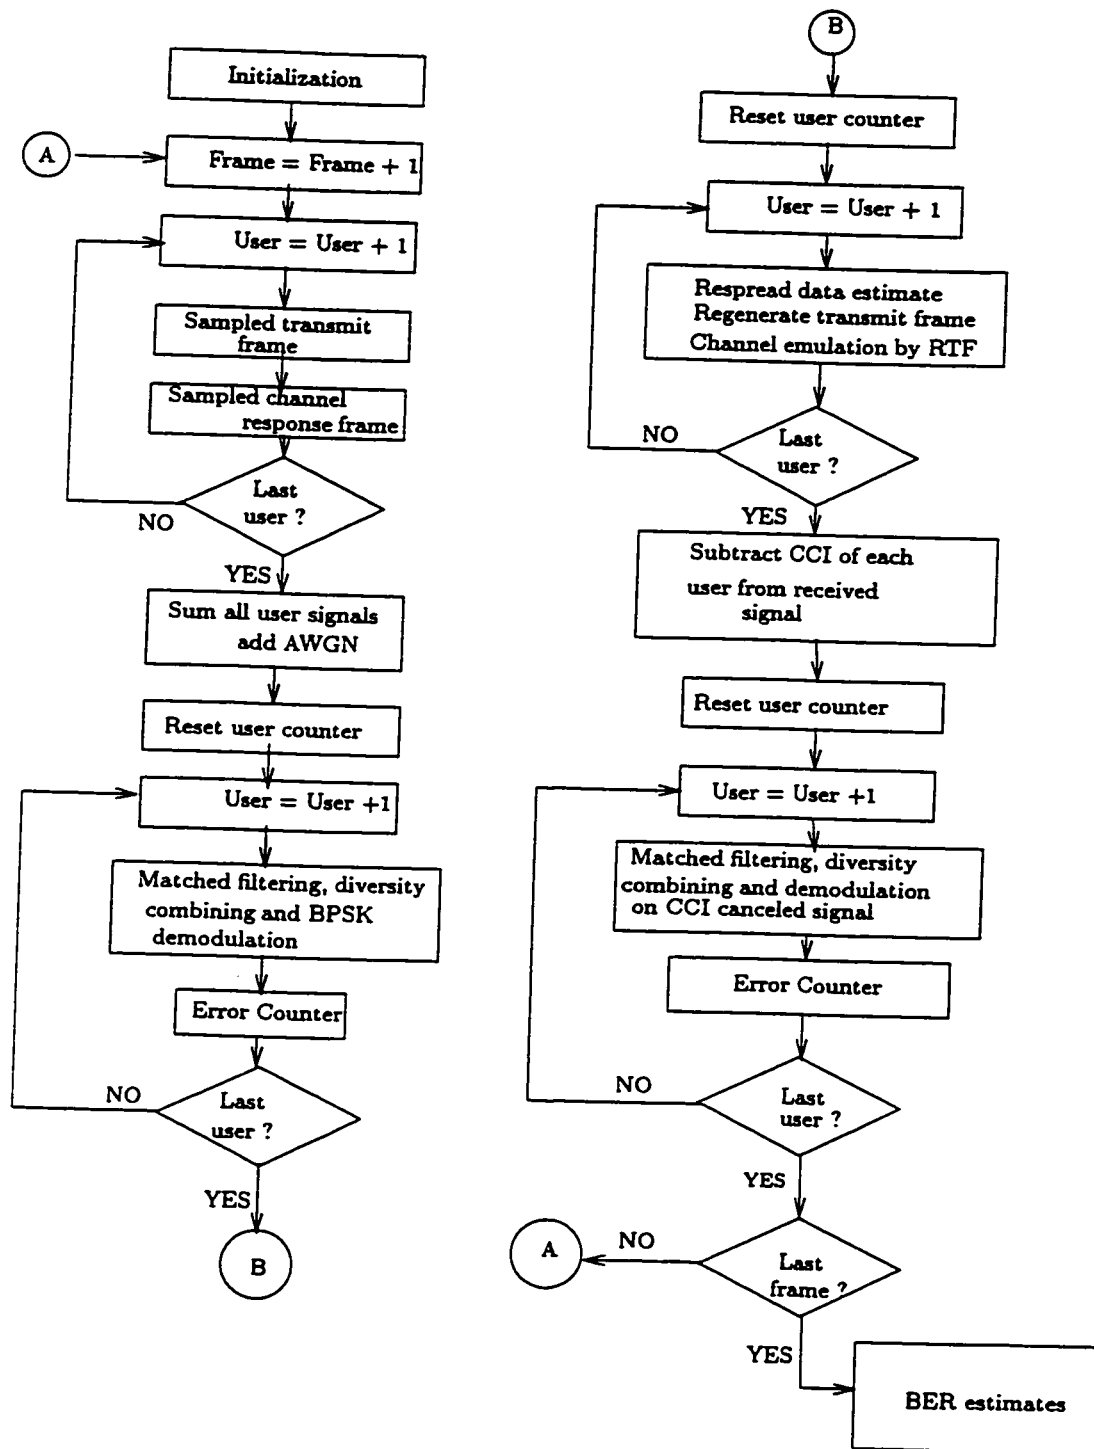 Initialization
A
Frame = Frame + 1
User = User + 1
Sampled transmit
frame
Sampled channel
response frame
Last
user ?
NO
YES
Sum all user signals
add AWGN
Reset user counter
User = User +1
Matched filtering, diversity
combining and BPSK
demodulation
Error Counter
NO
Last
user ?
YES
B
B
Reset user counter
User = User + 1
Respread data estimate
Regenerate transmit frame
Channel emulation by RTF
NO
Last
user ?
YES
Subtract CCI of each
user from received
signal
Reset user counter
User = User +1
Matched filtering, diversity
combining and demodulation
on CCI canceled signal
Error Counter
NO
Last
user ?
YES
A
NO
Last
frame ?
YES
BER estimates